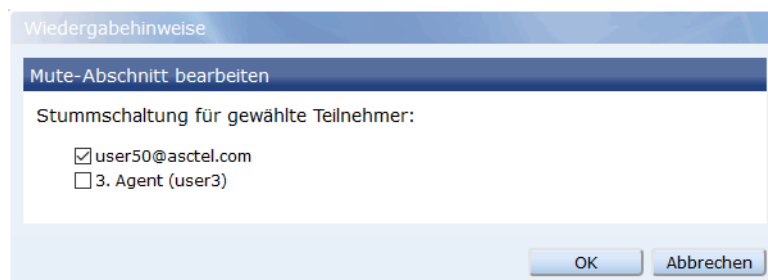 Wiedergabehinweise
Mute-Abschnitt bearbeiten
Stummschaltung für gewählte Teilnehmer:
user50@asctel.com
3. Agent (user3)
OK Abbrechen